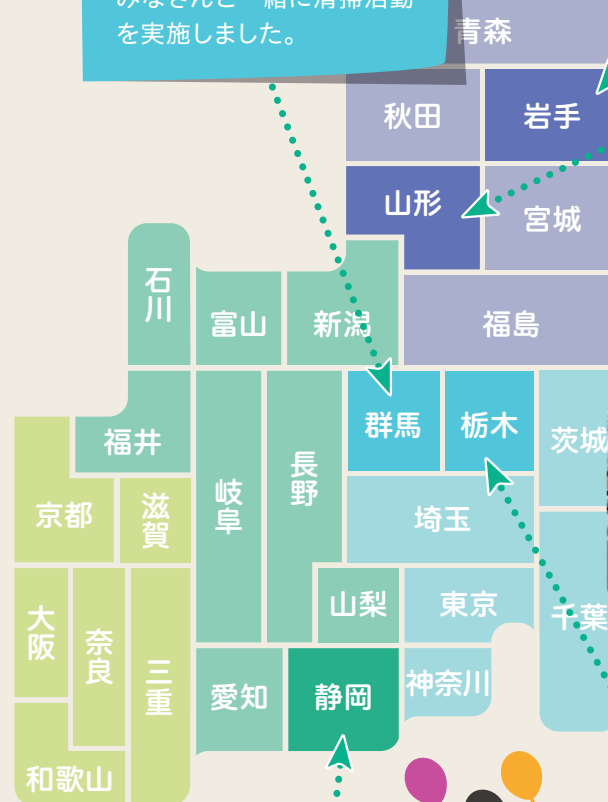 みなさんと一緒に清掃活動
を実施しました。
青森
秋田
岩手
山形
宮城
石川
富山
新潟
福島
福井
群馬
栃木
茨城
岐阜
長野
京都
滋賀
埼玉
大阪
奈良
三重
山梨
東京
千葉
愛知
静岡
神奈川
和歌山